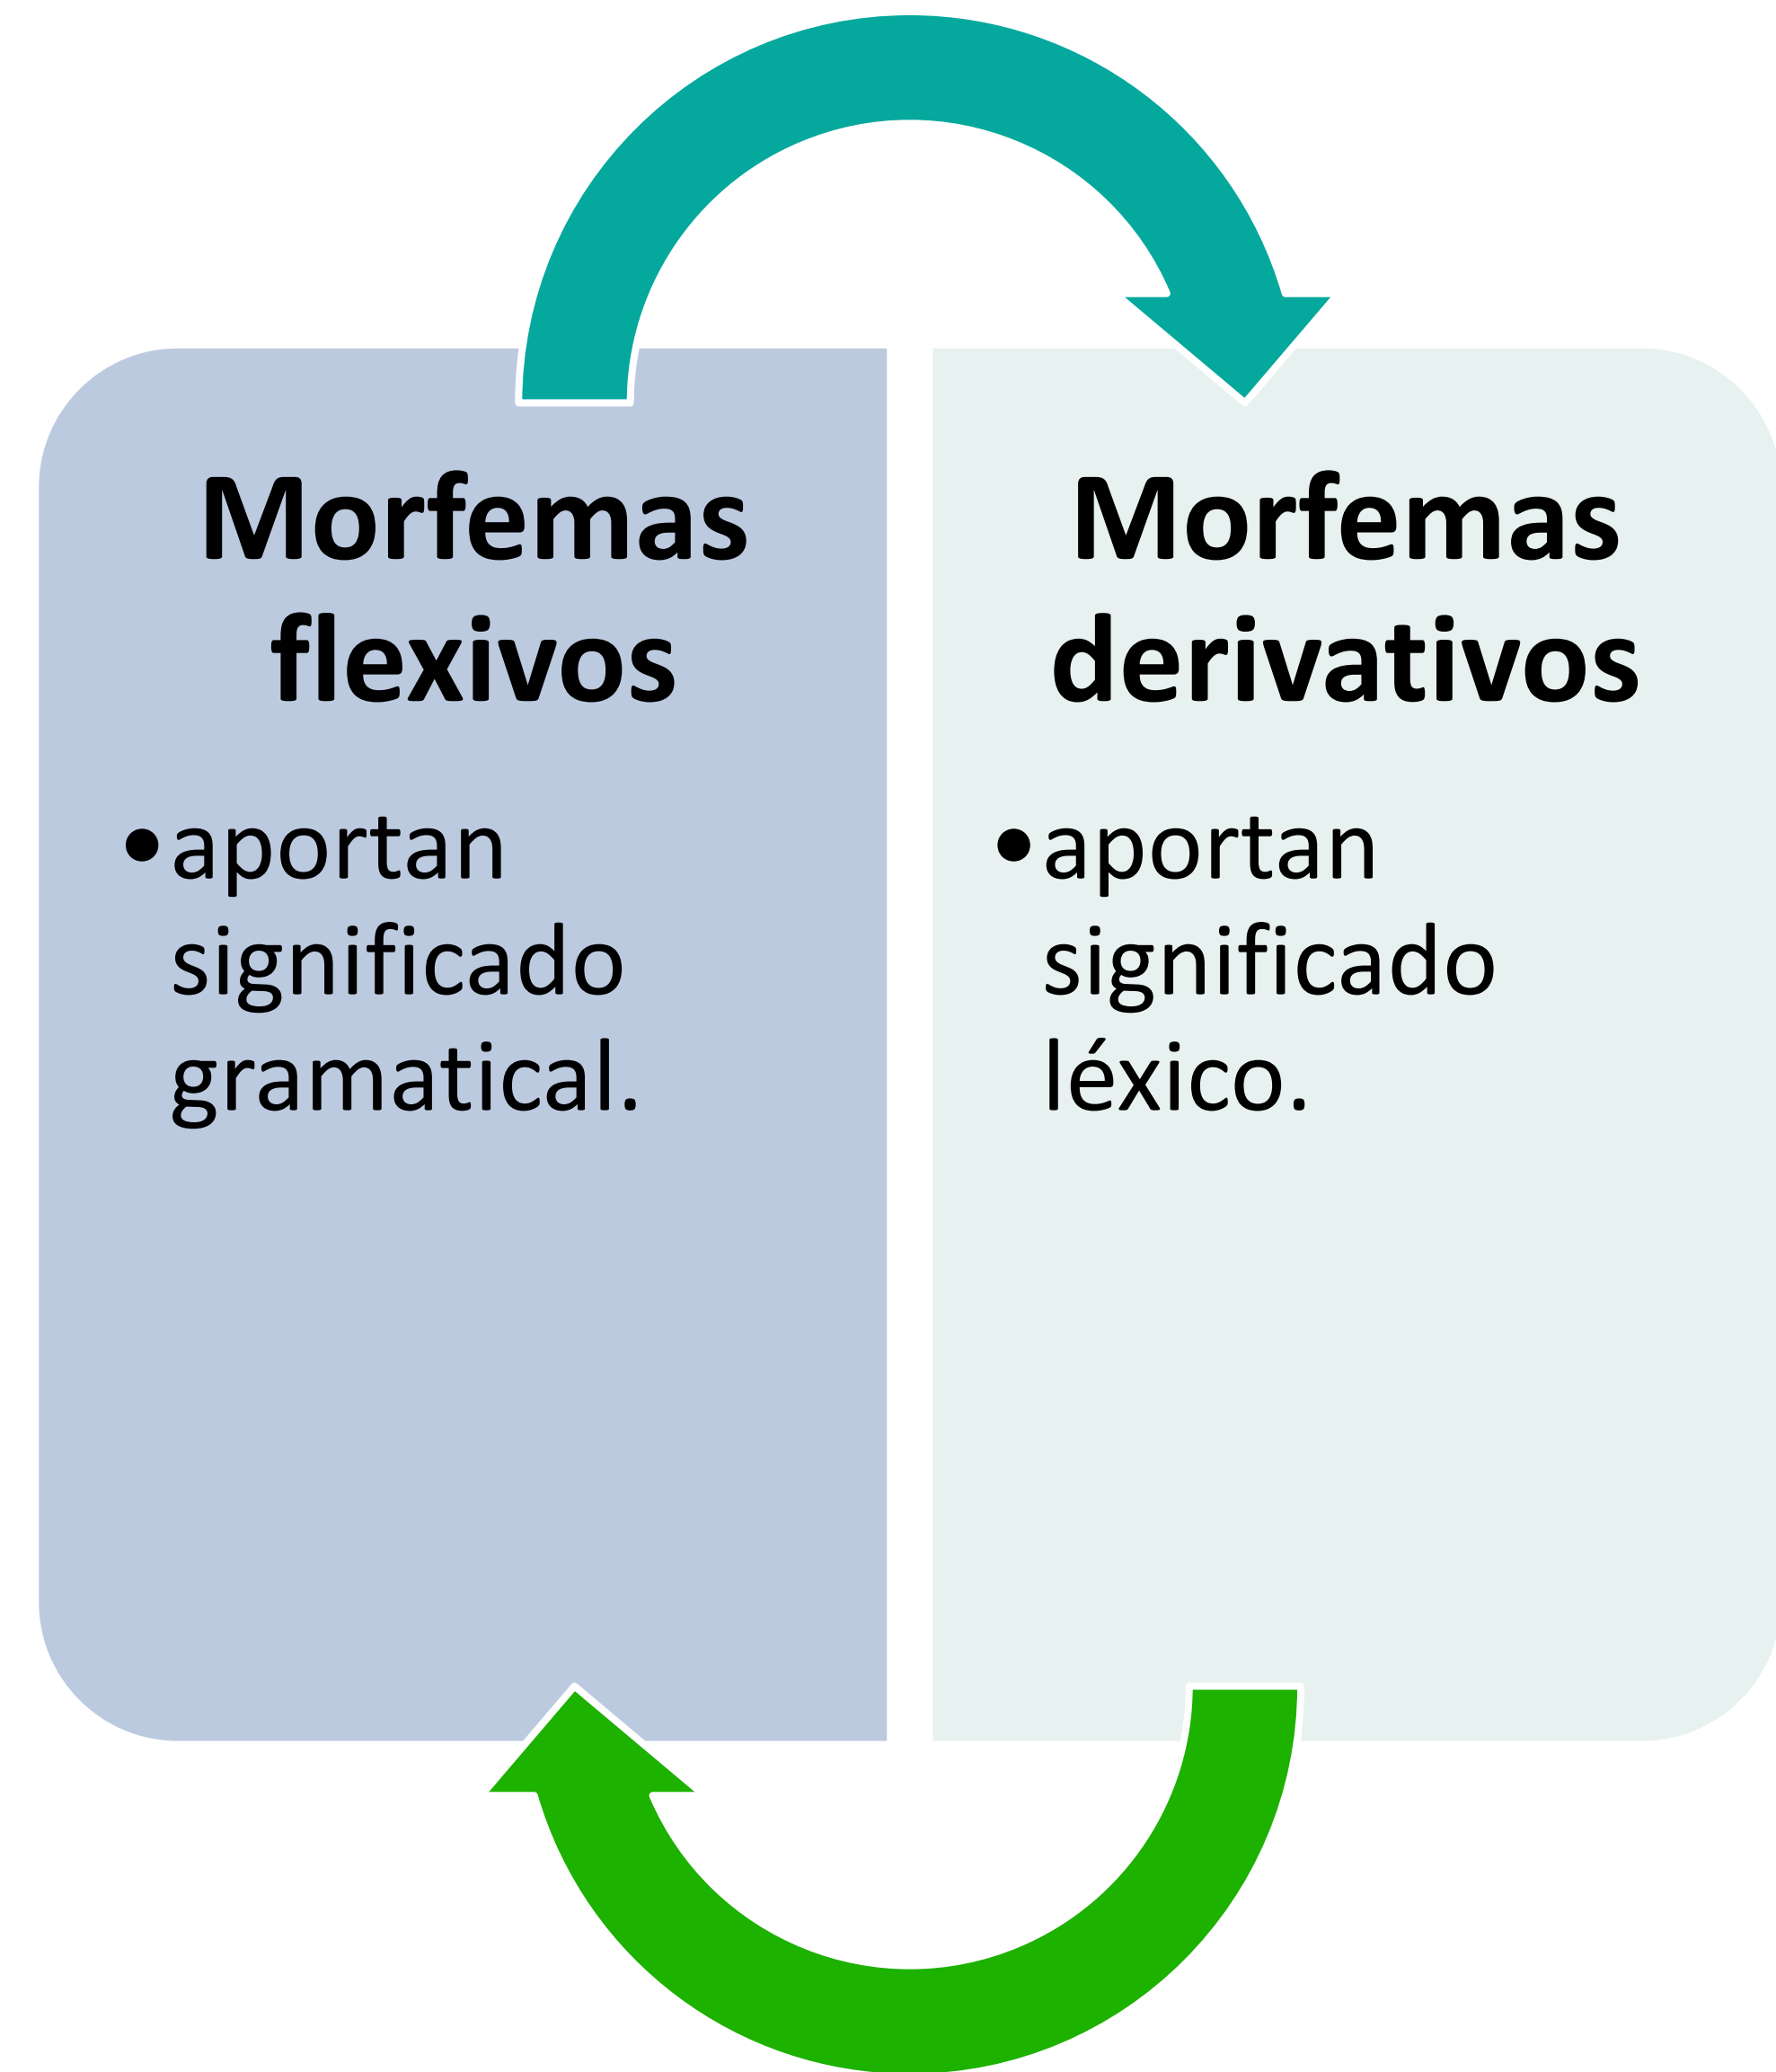 Morfemas
flexivos
•aportan
significado
gramatical.
Morfemas
derivativos
•aportan
significado
léxico.